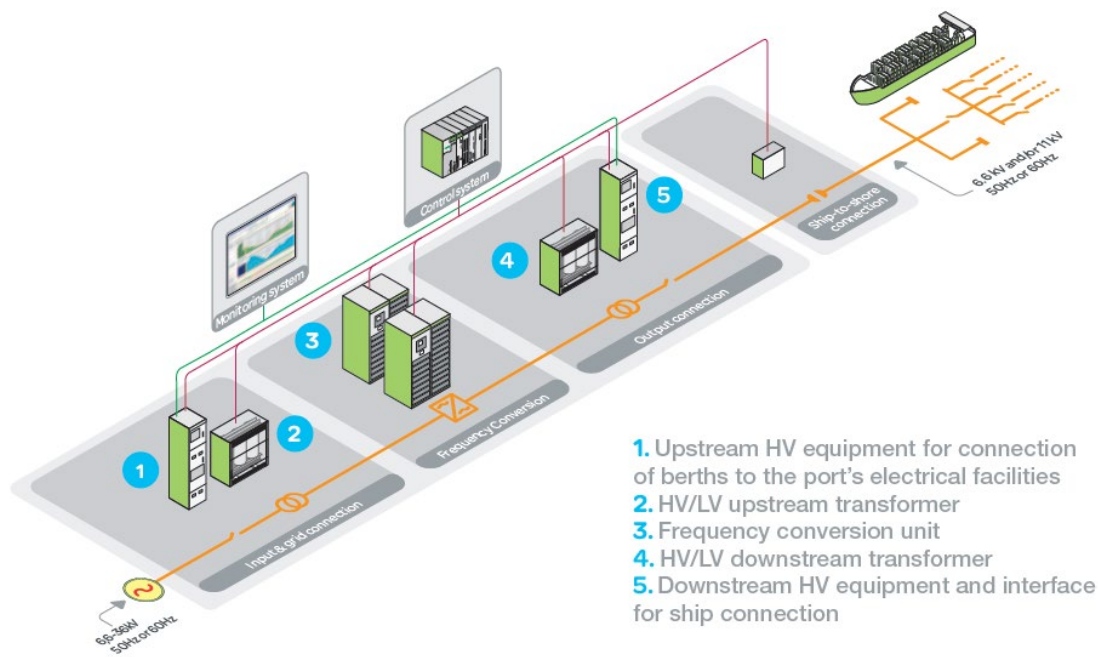 Monitoring system
Control system
1
2
3
4
5
Input & grid connection
Frequency Conversion
Output connection
Ship-to-shore
connection
6,6-36kV
50Hz or 60Hz
6.6 kV and/or 11 kV
50Hz or 60Hz
1. Upstream HV equipment for connection
of berths to the port's electrical facilities
2. HV/LV upstream transformer
3. Frequency conversion unit
4. HV/LV downstream transformer
5. Downstream HV equipment and interface
for ship connection